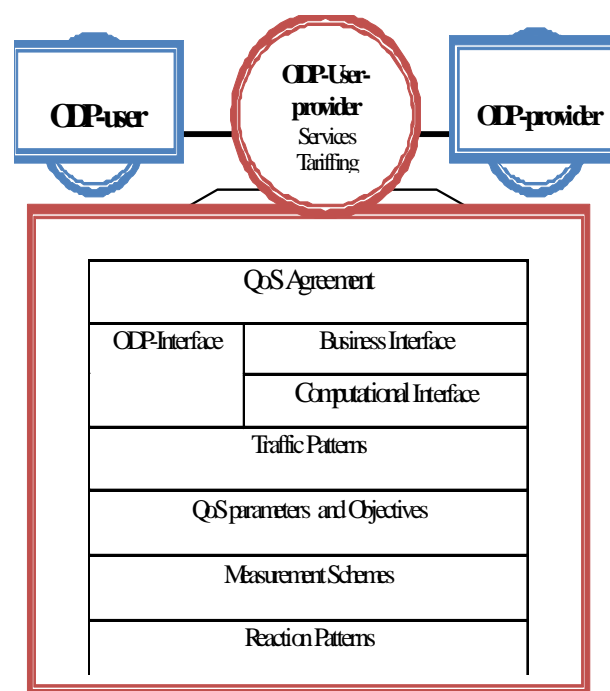 ODP-user
ODP-User-
provider
Services
Tariffing
ODP-provider
QoS Agreement
ODP-Interface
Business Interface
Computational Interface
Traffic Patterns
QoS parameters and Objectives
Measurement Schemes
Reaction Patterns